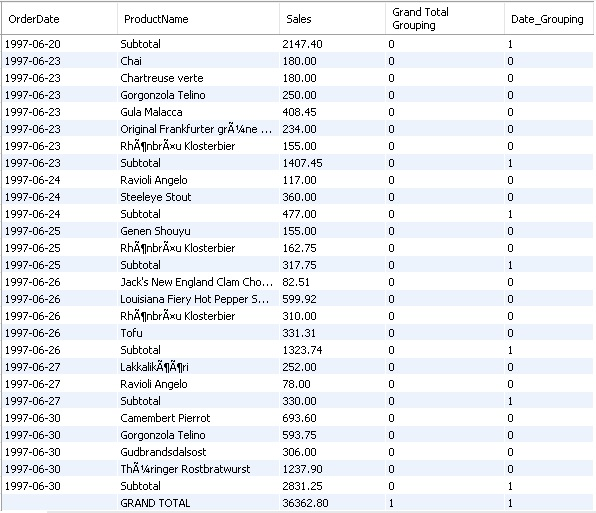 OrderDate ProductName Sales Grand Total Grouping Date_Grouping
1997-06-20 Subtotal 2147.40 0 1
1997-06-23 Chai 180.00 0 0
1997-06-23 Chartreuse verte 180.00 0 0
1997-06-23 Gorgonzola Telino 250.00 0 0
1997-06-23 Gula Malacca 408.45 0 0
1997-06-23 Original Frankfurter grÃ¼ne ... 234.00 0 0
1997-06-23 RhÃ¶nbrÃ¤u Klosterbier 155.00 0 0
1997-06-23 Subtotal 1407.45 0 1
1997-06-24 Ravioli Angelo 117.00 0 0
1997-06-24 Steeleye Stout 360.00 0 0
1997-06-24 Subtotal 477.00 0 1
1997-06-25 Genen Shouyu 155.00 0 0
1997-06-25 RhÃ¶nbrÃ¤u Klosterbier 162.75 0 0
1997-06-25 Subtotal 317.75 0 1
1997-06-26 Jack's New England Clam Cho... 82.51 0 0
1997-06-26 Louisiana Fiery Hot Pepper S... 599.92 0 0
1997-06-26 RhÃ¶nbrÃ¤u Klosterbier 310.00 0 0
1997-06-26 Tofu 331.31 0 0
1997-06-26 Subtotal 1323.74 0 1
1997-06-27 LakkalikÃ¶Ã¶ri 252.00 0 0
1997-06-27 Ravioli Angelo 78.00 0 0
1997-06-27 Subtotal 330.00 0 1
1997-06-30 Camembert Pierrot 693.60 0 0
1997-06-30 Gorgonzola Telino 593.75 0 0
1997-06-30 Gudbrandsdalsost 306.00 0 0
1997-06-30 ThÃ¼ringer Rostbratwurst 1237.90 0 0
1997-06-30 Subtotal 2831.25 0 1
GRAND TOTAL 36362.80 1 1